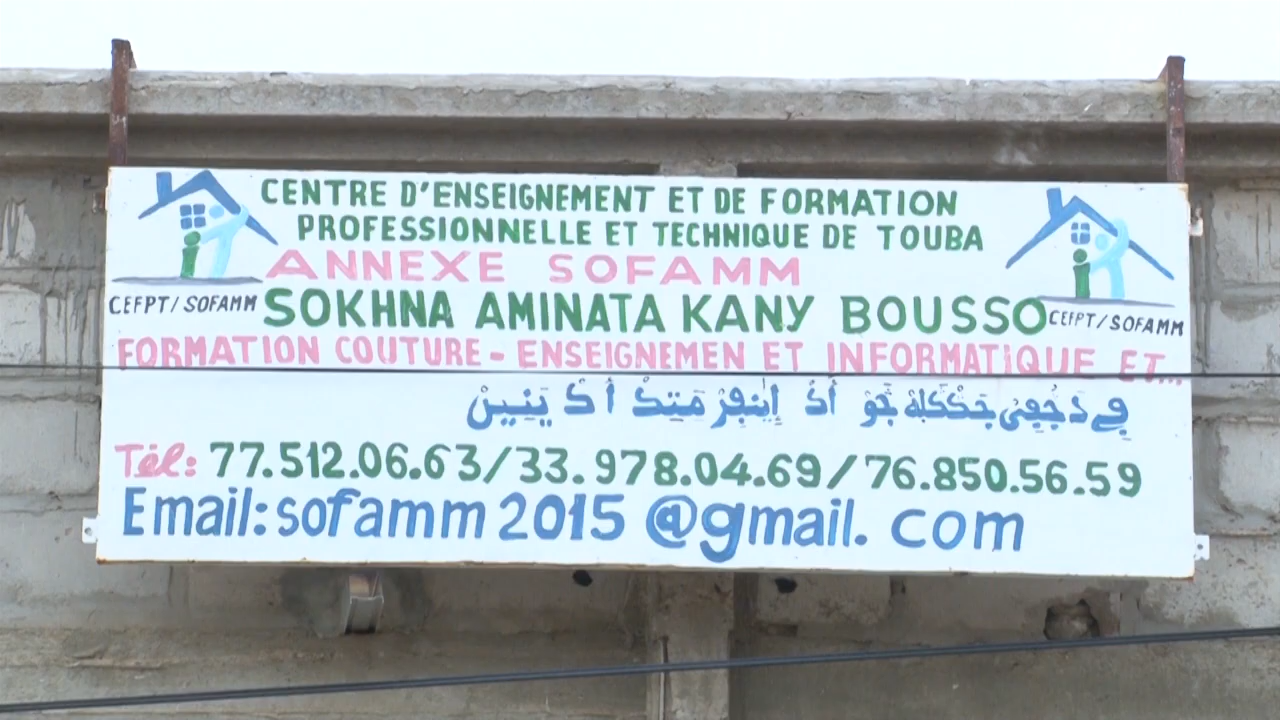 CENTRE D'ENSEIGNEMENT ET DE FORMATION
PROFESSIONNELLE ET TECHNIQUE DE TOUBA
ANNEXE SOFAMM
CEFPT/SOFAMM
SOKHNA AMINATA KANY BOUSSO
CEFPT/SOFAMM
FORMATION COUTURE - ENSEIGNEMEN ET INFORMATIQUE ET...
Tél: 77.512.06.63/33.978.04.69/76.850.56.59
Email: sofamm2015@gmail.com